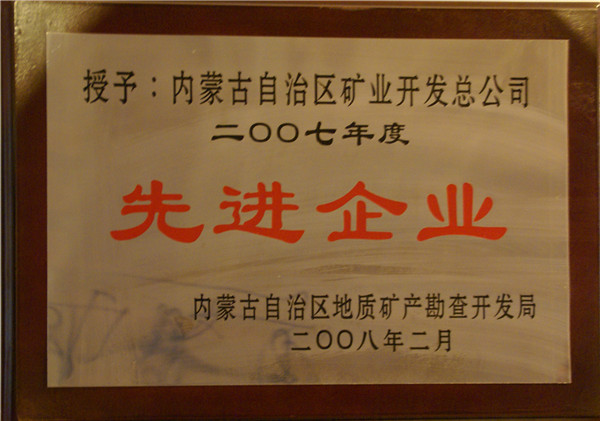 授予：内蒙古自治区矿业开发总公司
二〇〇七年度
先进企业
内蒙古自治区地质矿产勘查开发局
二〇〇八年二月